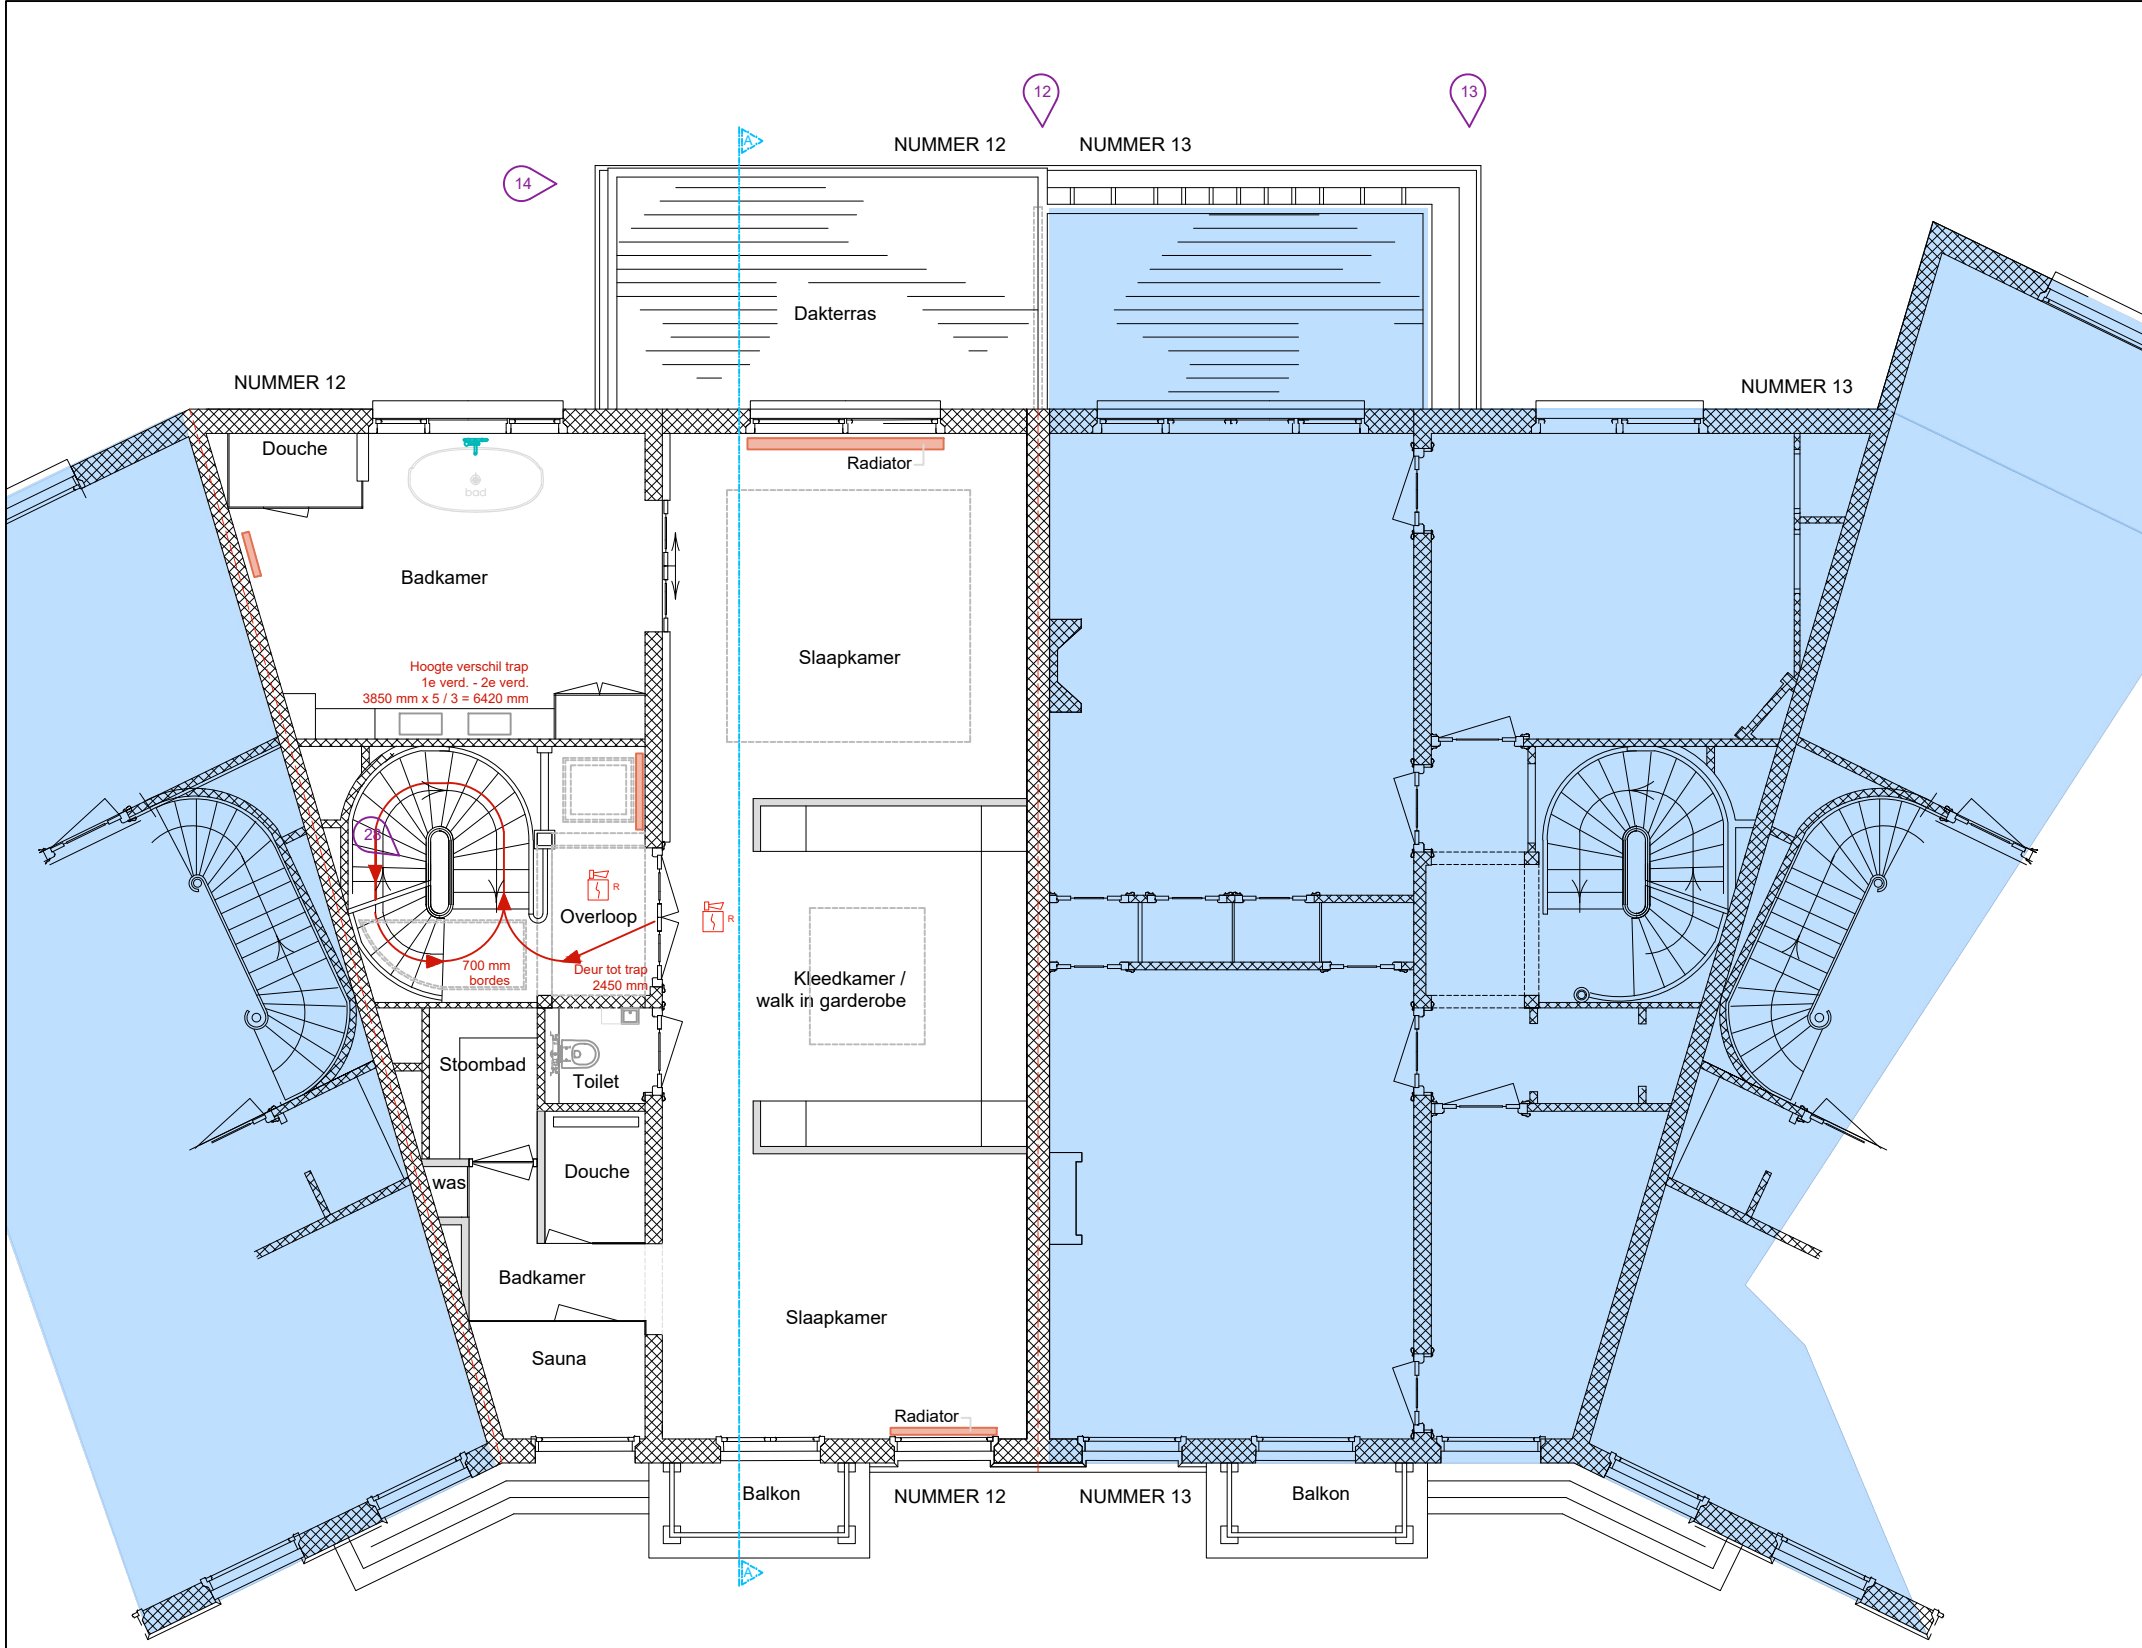 12
13
NUMMER 12
NUMMER 13
A
14
Dakterras
NUMMER 12
NUMMER 13
Douche
Radiator
bad
Badkamer
Slaapkamer
Hoogte verschil trap
1e verd. - 2e verd.
3850 mm x 5 / 3 = 6420 mm
R
R
Overloop
700 mm
bordes
Deur tot trap
2450 mm
Kleedkamer /
walk in garderobe
Stoombad
Toilet
Douche
was
Badkamer
Slaapkamer
Sauna
Radiator
Balkon
NUMMER 12
NUMMER 13
Balkon
A